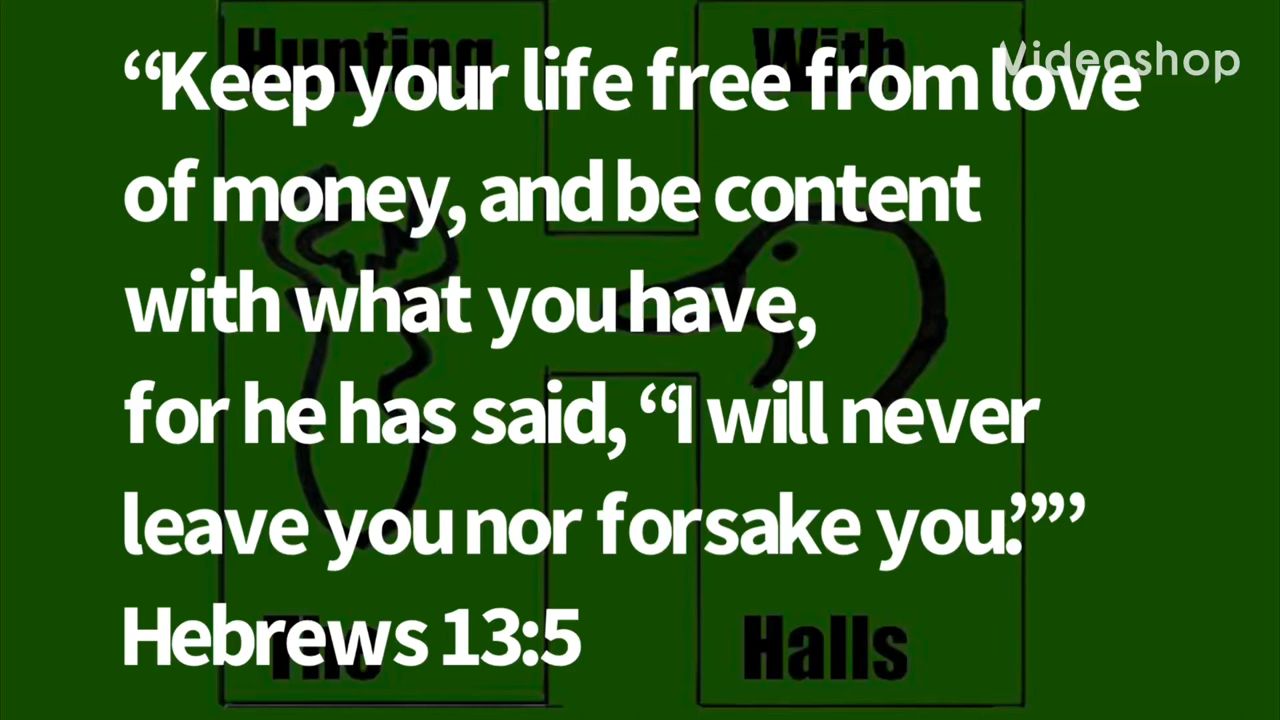 Hunting With
Videoshop
“Keep your life free from love
of money, and be content
with what you have,
for he has said, “I will never
leave you nor forsake you.’”” 
Hebrews 13:5
The Halls